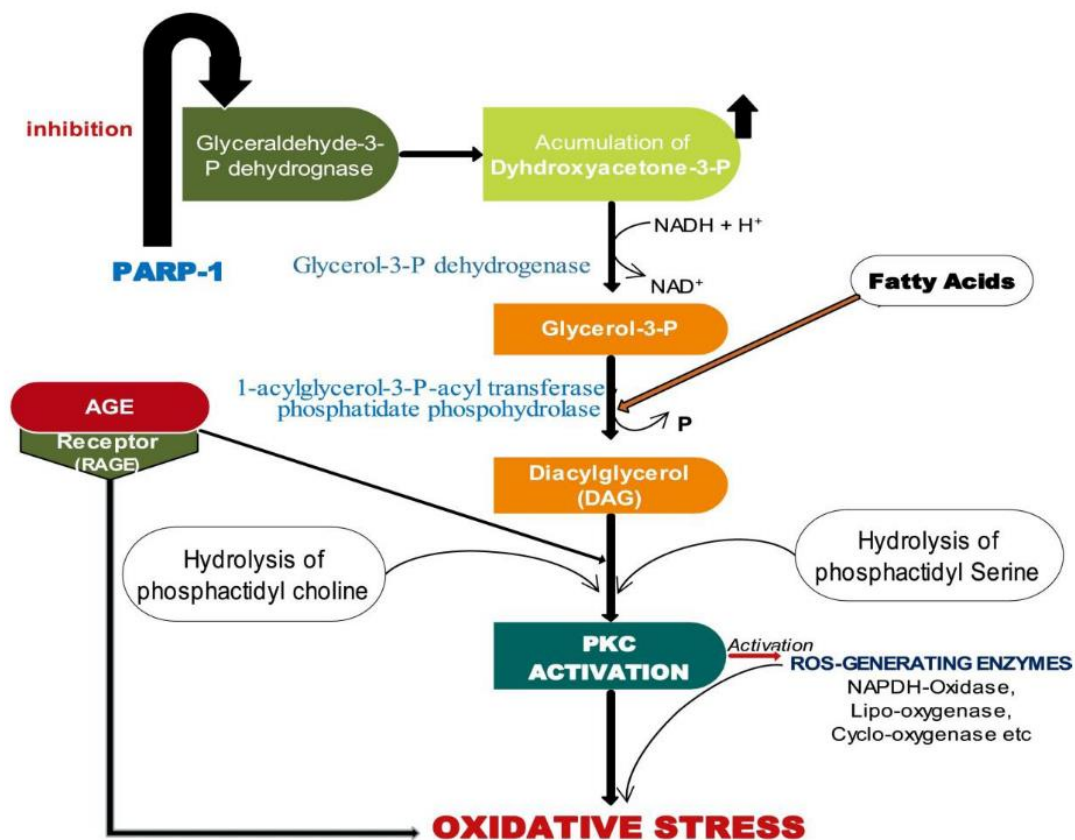 inhibition
Glyceraldehyde-3-
P dehydrognase
Acumulation of
Dyhdroxyacetone-3-P
PARP-1
NADH + H⁺
Glycerol-3-P dehydrogenase
NAD⁺
Fatty Acids
Glycerol-3-P
1-acylglycerol-3-P-acyl transferase
phosphatidate phospohydrolase
P
AGE
Receptor
(RAGE)
Diacylglycerol
(DAG)
Hydrolysis of
phosphactidyl choline
Hydrolysis of
phosphactidyl Serine
PKC
ACTIVATION
Activation
ROS-GENERATING ENZYMES
NAPDH-Oxidase,
Lipo-oxygenase,
Cyclo-oxygenase etc
OXIDATIVE STRESS